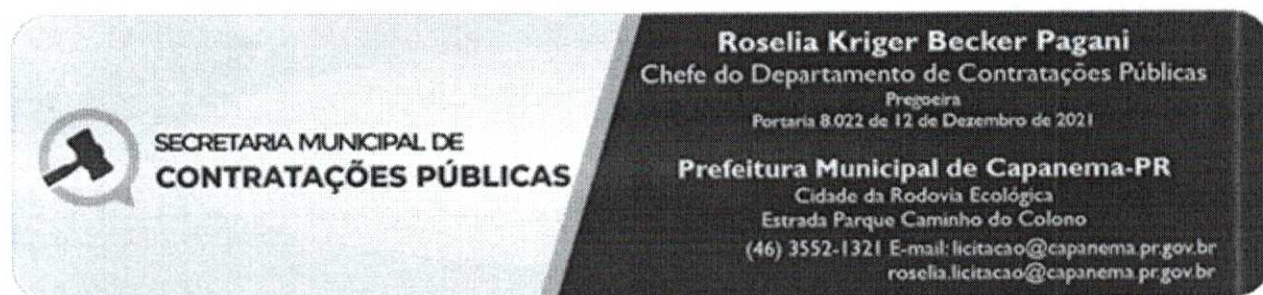 SECRETARIA MUNICIPAL DE
CONTRATAÇÕES PÚBLICAS
Roselia Kriger Becker Pagani
Chefe do Departamento de Contratações Públicas
Pregoeira
Portaria 8.022 de 12 de Dezembro de 2021
Prefeitura Municipal de Capanema-PR
Cidade da Rodovia Ecológica
Estrada Parque Caminho do Colono
(46) 3552-1321 E-mail: licitacao@capanema.pr.gov.br
roselia.licitacao@capanema.pr.gov.br